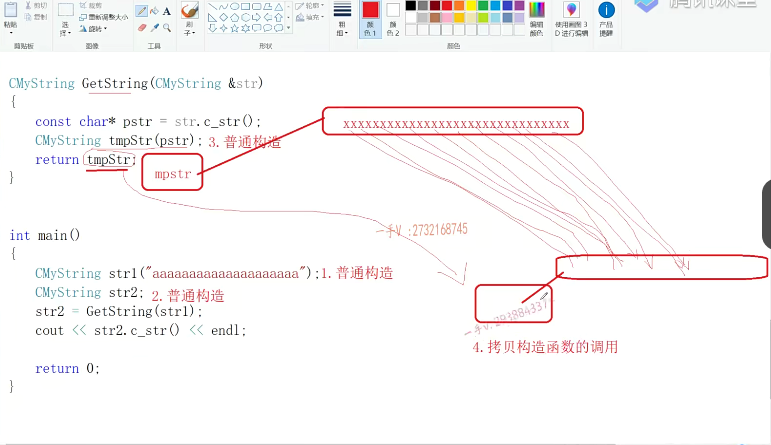 粘贴
剪切
复制
剪贴板
选择
裁剪
重新调整大小
旋转
图像
A
工具
刷子
形状
轮廓
填充
粗细
颜色 1
颜色 2
颜色
编辑颜色
使用画图 3D 进行编辑
产品提醒
腾讯课堂
CMyString GetString(CMyString &str)
{
const char* pstr = str.c_str();
CMyString tmpStr(pstr); 3.普通构造
return tmpStr;
}
mpstr
xxxxxxxxxxxxxxxxxxxxxxxxxxxxxxx
一手V :2732168745
int main()
{
CMyString str1("aaaaaaaaaaaaaaaaaaaa");1.普通构造
CMyString str2; 2.普通构造
str2 = GetString(str1);
cout << str2.c_str() << endl;
return 0;
}
4.拷贝构造函数的调用